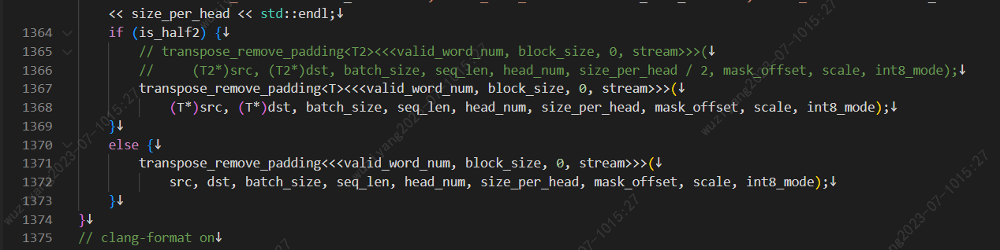 << size_per_head << std::endl;↓
1364 if (is_half2) {↓
1365 // transpose_remove_padding<T2><<<valid_word_num, block_size, 0, stream>>>(↓
1366 //     (T2*)src, (T2*)dst, batch_size, seq_len, head_num, size_per_head / 2, mask_offset, scale, int8_mode);↓
1367 transpose_remove_padding<T><<<valid_word_num, block_size, 0, stream>>>(↓
1368 (T*)src, (T*)dst, batch_size, seq_len, head_num, size_per_head, mask_offset, scale, int8_mode);↓
1369 }↓
1370 else {↓
1371 transpose_remove_padding<<<valid_word_num, block_size, 0, stream>>>(↓
1372 src, dst, batch_size, seq_len, head_num, size_per_head, mask_offset, scale, int8_mode);↓
1373 }↓
1374 }↓
1375 // clang-format on↓